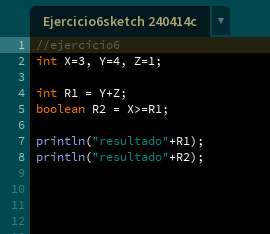 Ejercicio6sketch 240414c ▼
1 //ejercicio6
2 int X=3, Y=4, Z=1;
3
4 int R1 = Y+Z;
5 boolean R2 = X>=R1;
6
7 println("resultado"+R1);
8 println("resultado"+R2);
9
10
11
12